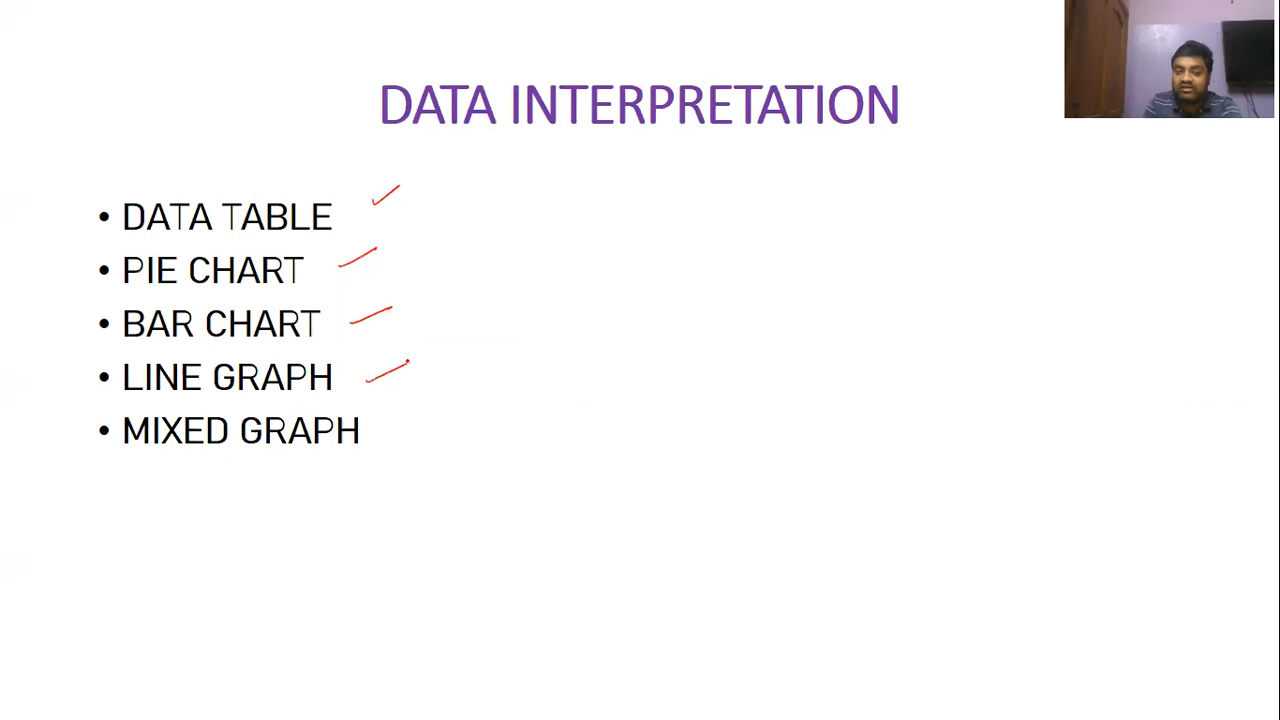 DATA INTERPRETATION
• DATA TABLE
• PIE CHART
• BAR CHART
• LINE GRAPH
• MIXED GRAPH